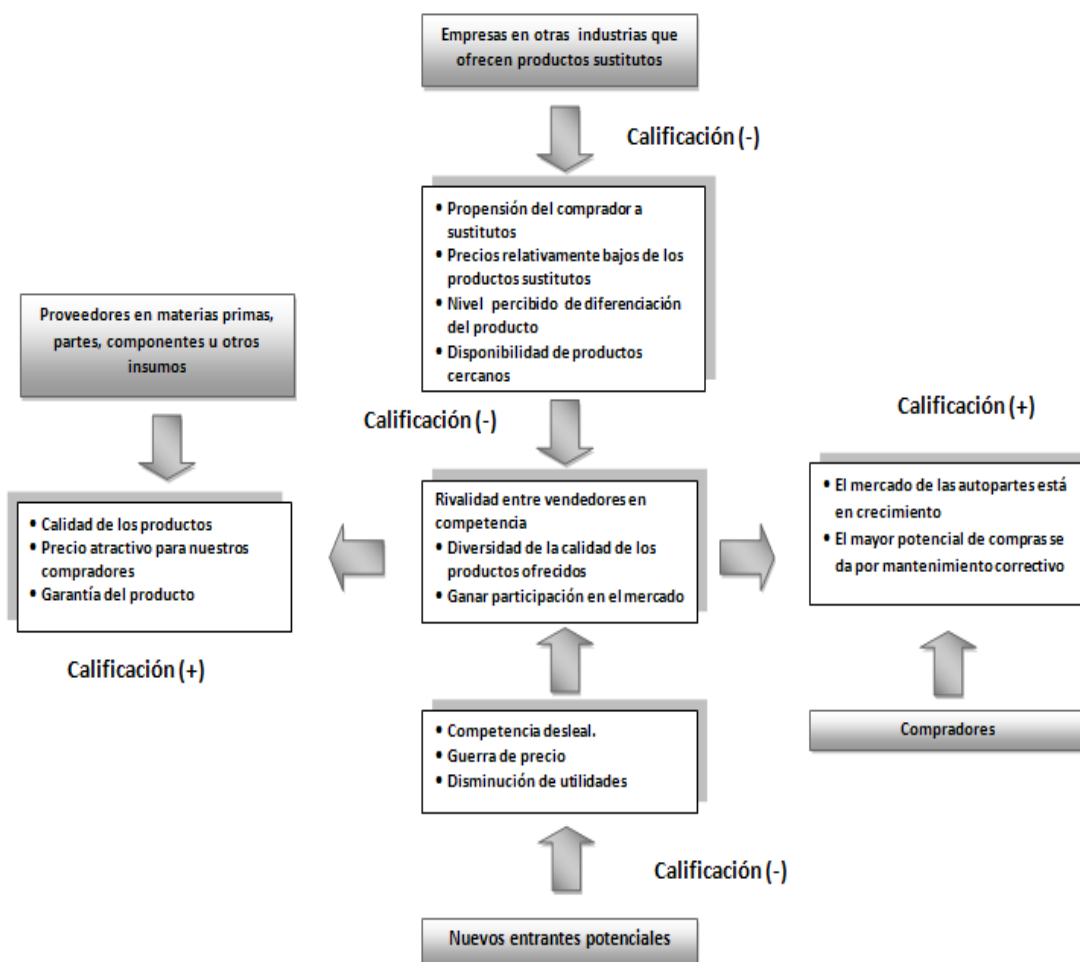 Empresas en otras industrias que
ofrecen productos sustitutos
Calificación (-)
• Propensión del comprador a
sustitutos
• Precios relativamente bajos de los
productos sustitutos
• Nivel percibido de diferenciación
del producto
• Disponibilidad de productos
cercanos
Proveedores en materias primas,
partes, componentes u otros
insumos
Calificación (-)
Calificación (+)
• Calidad de los productos
• Precio atractivo para nuestros
compradores
• Garantía del producto
Calificación (+)
Rivalidad entre vendedores en
competencia
• Diversidad de la calidad de los
productos ofrecidos
• Ganar participación en el mercado
• El mercado de las autopartes está
en crecimiento
• El mayor potencial de compras se
da por mantenimiento correctivo
• Competencia desleal.
• Guerra de precio
• Disminución de utilidades
Compradores
Calificación (-)
Nuevos entrantes potenciales